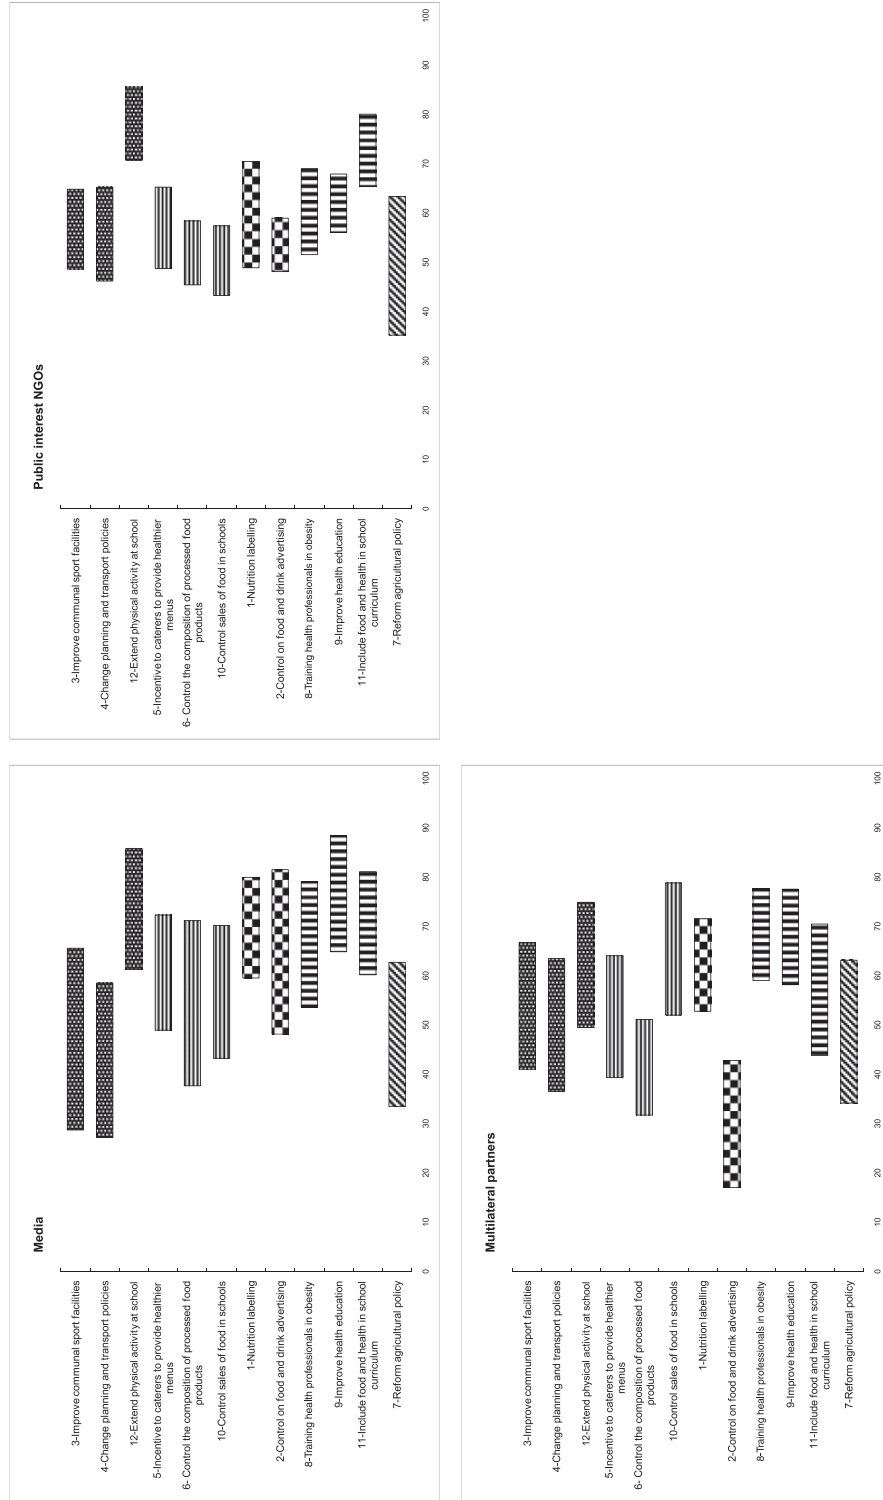 Media
3-Improve communal sport facilities
4-Change planning and transport policies
12-Extend physical activity at school
5-Incentive to caterers to provide healthier
menus
6- Control the composition of processed food
products
10-Control sales of food in schools
1-Nutrition labelling
2-Control on food and drink advertising
8-Training health professionals in obesity
9-Improve health education
11-Include food and health in school
curriculum
7-Reform agricultural policy
0 10 20 30 40 50 60 70 80 90 100
Public interest NGOs
3-Improve communal sport facilities
4-Change planning and transport policies
12-Extend physical activity at school
5-Incentive to caterers to provide healthier
menus
6- Control the composition of processed food
products
10-Control sales of food in schools
1-Nutrition labelling
2-Control on food and drink advertising
8-Training health professionals in obesity
9-Improve health education
11-Include food and health in school
curriculum
7-Reform agricultural policy
0 10 20 30 40 50 60 70 80 90 100
Multilateral partners
3-Improve communal sport facilities
4-Change planning and transport policies
12-Extend physical activity at school
5-Incentive to caterers to provide healthier
menus
6- Control the composition of processed food
products
10-Control sales of food in schools
1-Nutrition labelling
2-Control on food and drink advertising
8-Training health professionals in obesity
9-Improve health education
11-Include food and health in school
curriculum
7-Reform agricultural policy
0 10 20 30 40 50 60 70 80 90 100